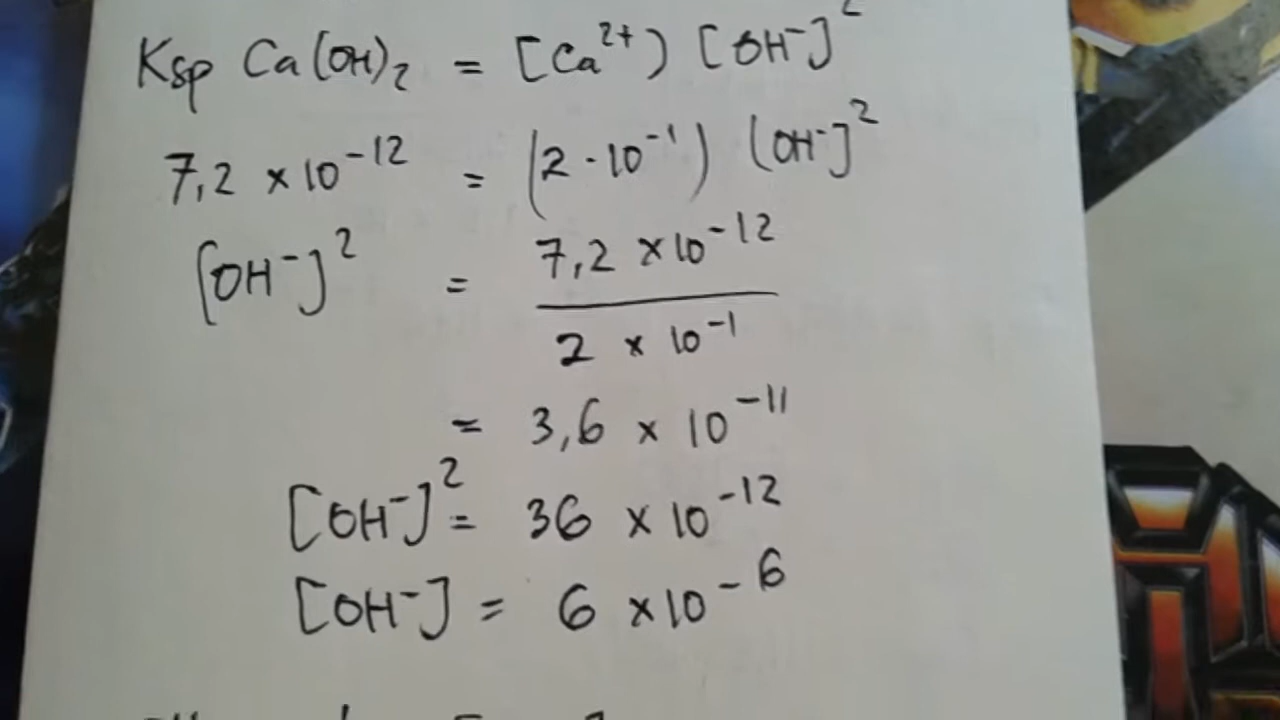 Ksp Ca(OH)₂ = [Ca²⁺) [OH⁻]²
7,2 × 10⁻¹² = (2 · 10⁻¹) (OH⁻]²
[OH⁻]² = 7,2 × 10⁻¹²
2 × 10⁻¹
= 3,6 × 10⁻¹¹
[OH⁻]² = 36 × 10⁻¹²
[OH⁻] = 6 × 10⁻⁶